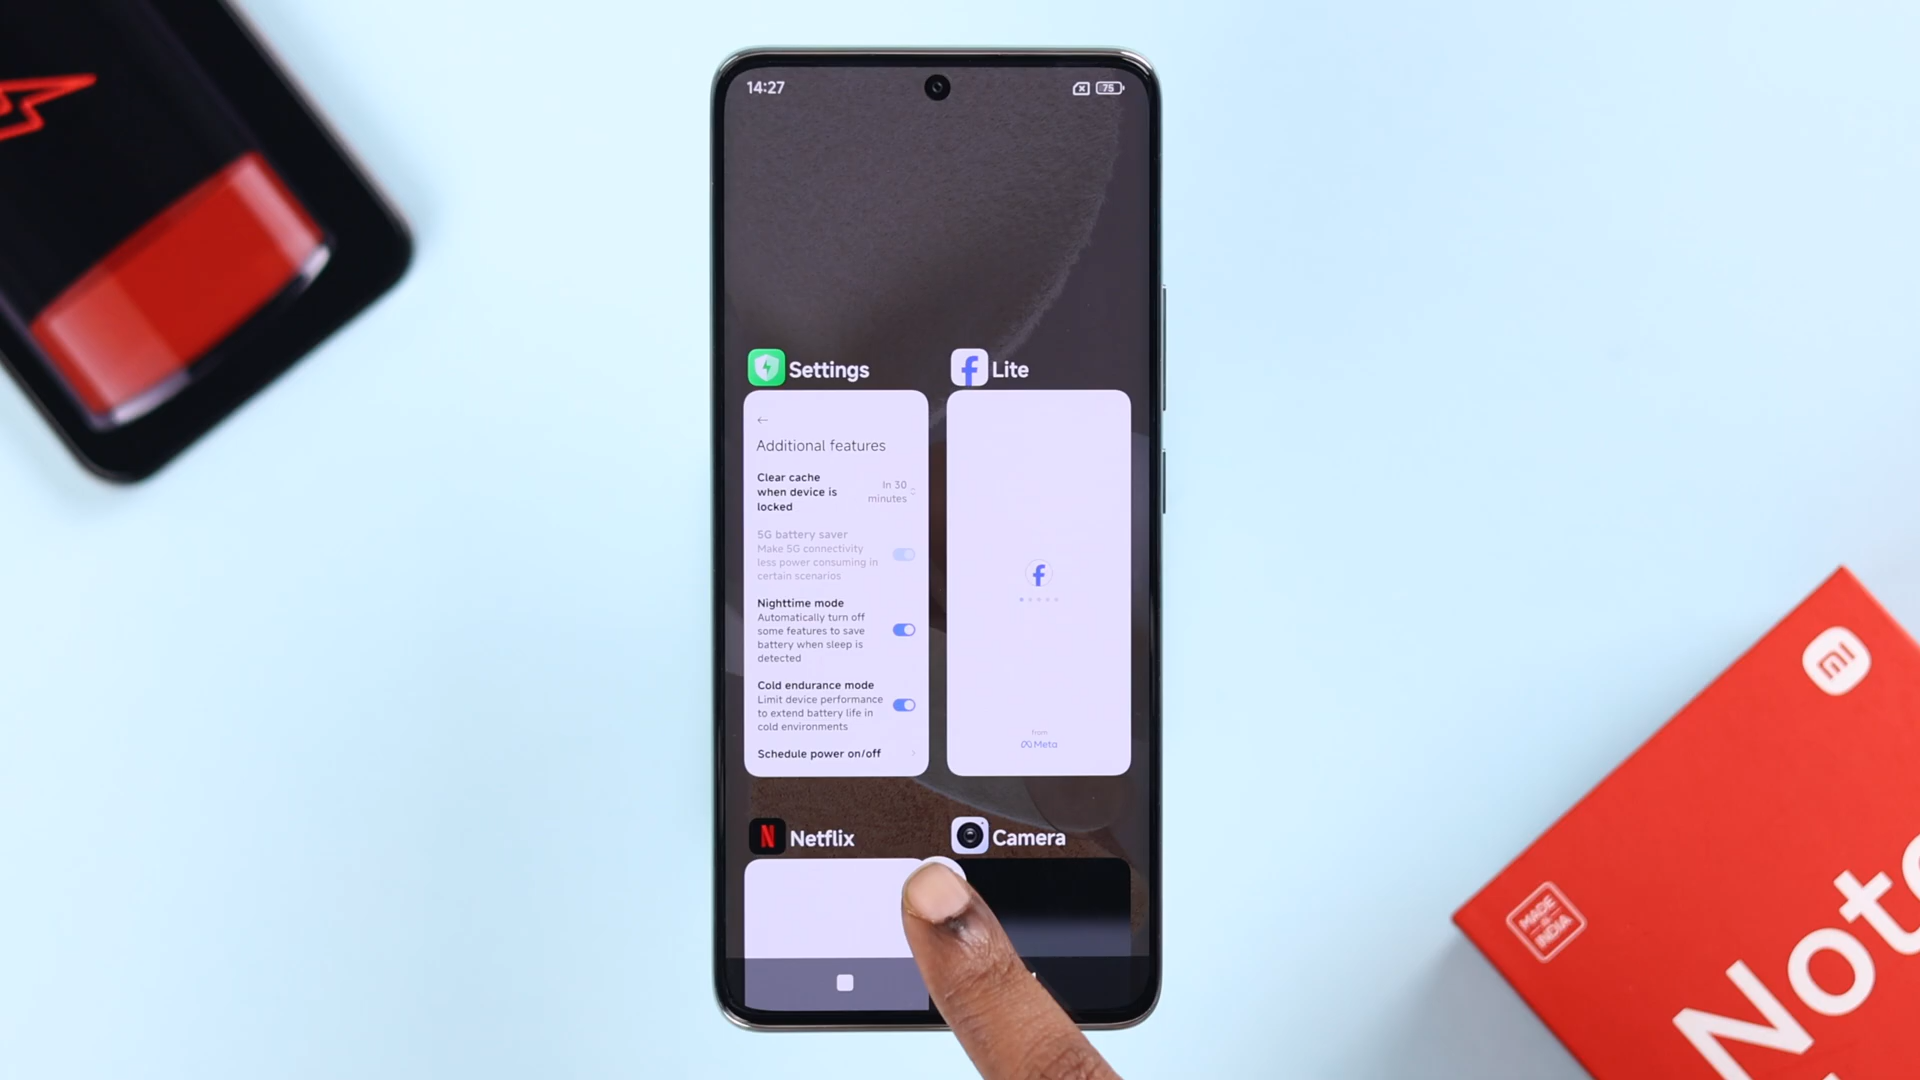 14:27
75
Settings
Lite
Additional features
Clear cache
when device is
locked
In 30
minutes
5G battery saver
Make 5G connectivity
less power consuming in
certain scenarios
Nighttime mode
Automatically turn off
some features to save
battery when sleep is
detected
Cold endurance mode
Limit device performance
to extend battery life in
cold environments
Schedule power on/off
from
Meta
Netflix
Camera
mi
MADE
IN
INDIA
Note